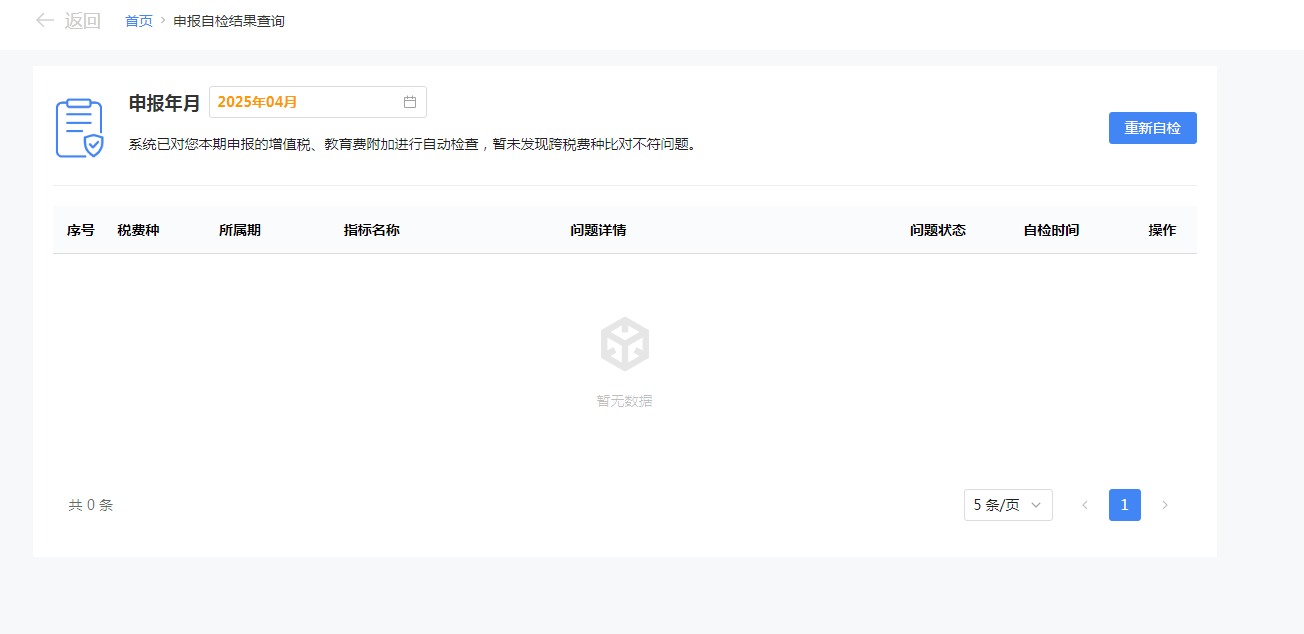 返回 首页 > 申报自检结果查询
申报年月 2025年04月
系统已对您本期申报的增值税、教育费附加进行自动检查，暂未发现跨税费种比对不符问题。
重新自检
序号 税费种 所属期 指标名称 问题详情 问题状态 自检时间 操作
暂无数据
共 0 条 5 条/页 < 1 >